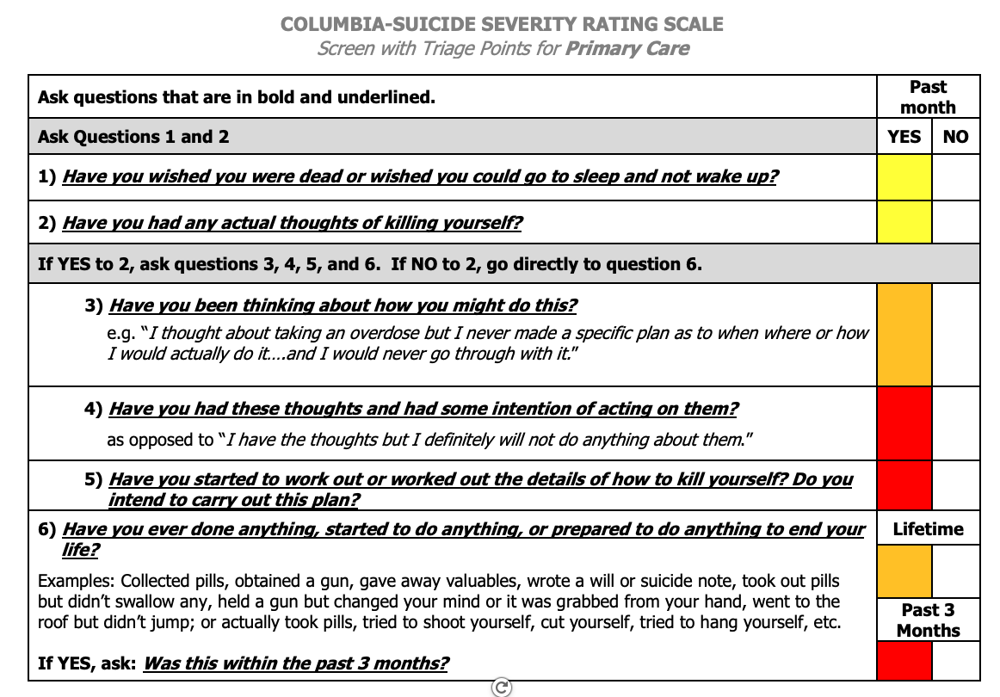 COLUMBIA-SUICIDE SEVERITY RATING SCALE
Screen with Triage Points for Primary Care
Ask questions that are in bold and underlined.
Past
month
Ask Questions 1 and 2
YES
NO
1) Have you wished you were dead or wished you could go to sleep and not wake up?
2) Have you had any actual thoughts of killing yourself?
If YES to 2, ask questions 3, 4, 5, and 6. If NO to 2, go directly to question 6.
3) Have you been thinking about how you might do this?
e.g. “I thought about taking an overdose but I never made a specific plan as to when where or how
I would actually do it….and I would never go through with it.”
4) Have you had these thoughts and had some intention of acting on them?
as opposed to “I have the thoughts but I definitely will not do anything about them.”
5) Have you started to work out or worked out the details of how to kill yourself? Do you
intend to carry out this plan?
6) Have you ever done anything, started to do anything, or prepared to do anything to end your
life?
Lifetime
Examples: Collected pills, obtained a gun, gave away valuables, wrote a will or suicide note, took out pills
but didn’t swallow any, held a gun but changed your mind or it was grabbed from your hand, went to the
roof but didn’t jump; or actually took pills, tried to shoot yourself, cut yourself, tried to hang yourself, etc.
Past 3
Months
If YES, ask: Was this within the past 3 months?